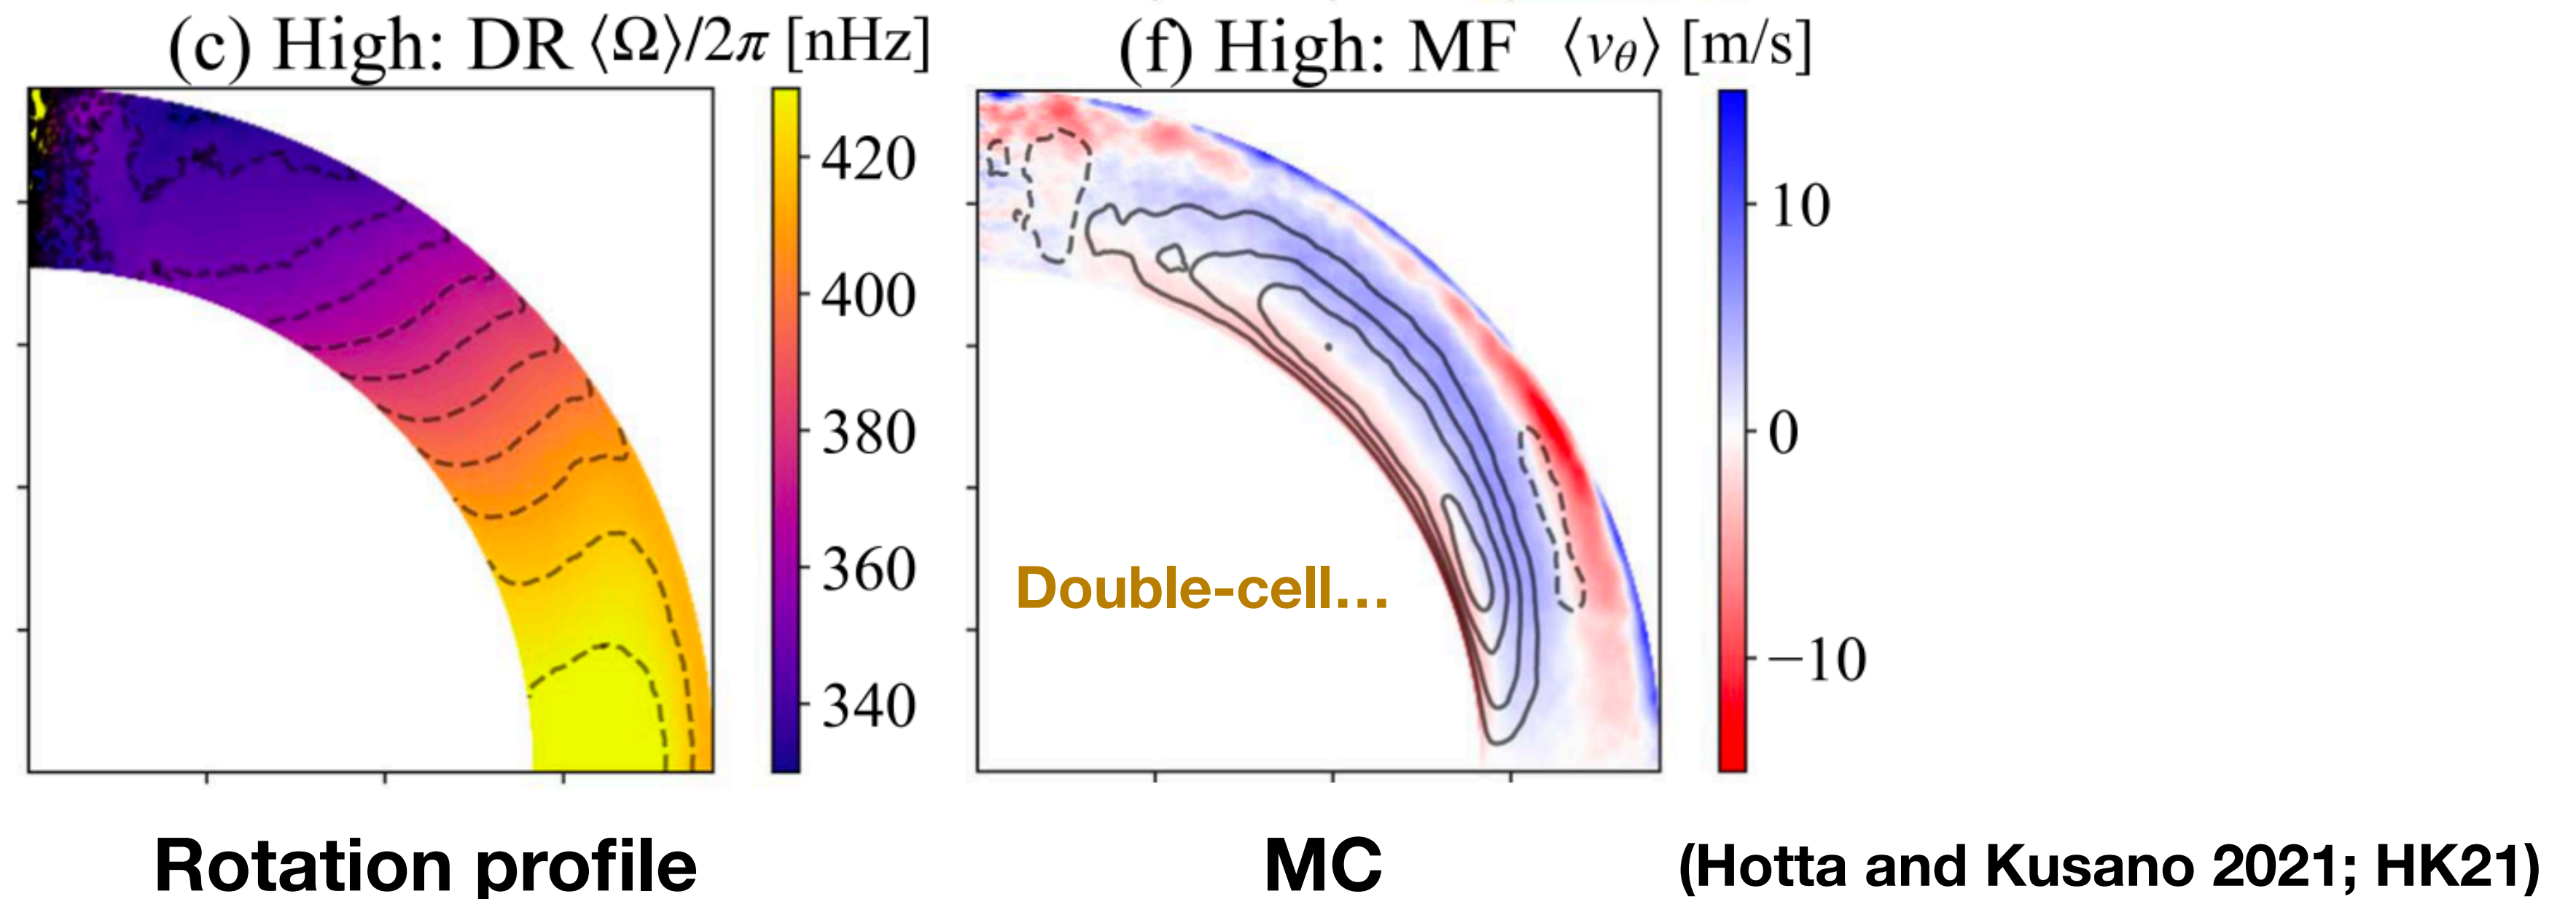 (c) High: DR ⟨Ω⟩/2π [nHz]
420
400
380
360
340
(f) High: MF ⟨v_θ⟩ [m/s]
10
0
−10
Double-cell…
Rotation profile
MC
(Hotta and Kusano 2021; HK21)